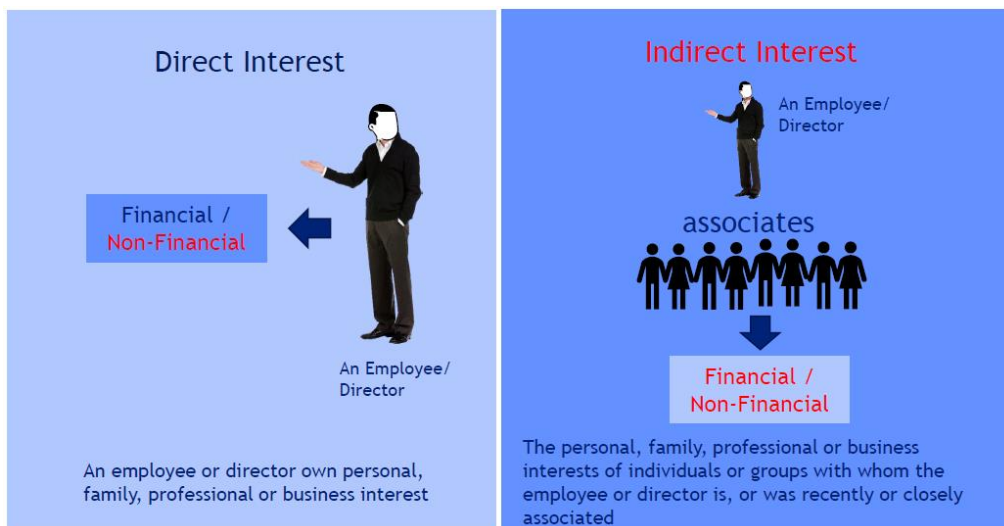 Direct Interest
Financial /
Non-Financial
An Employee/
Director
An employee or director own personal,
family, professional or business interest
Indirect Interest
An Employee/
Director
associates
Financial /
Non-Financial
The personal, family, professional or business
interests of individuals or groups with whom the
employee or director is, or was recently or closely
associated